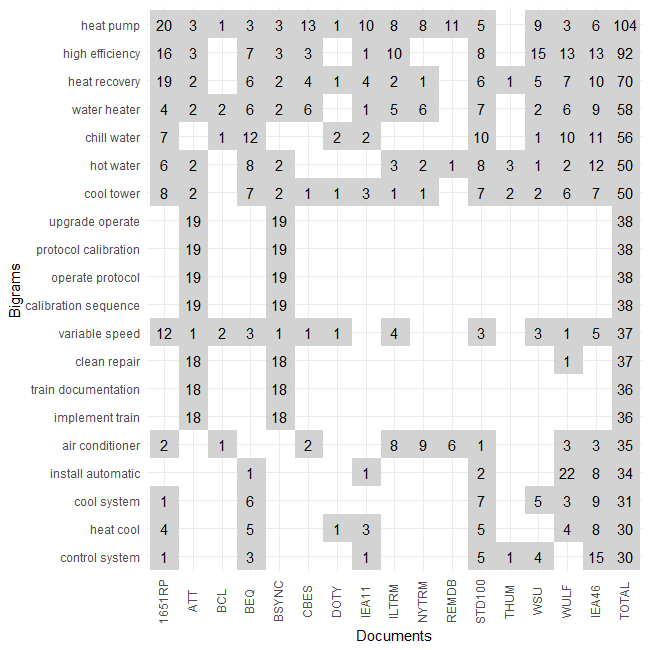 heat pump 20 3 1 3 3 13 1 10 8 8 11 5 9 3 6 104
high efficiency 16 3 7 3 3 1 10 8 15 13 13 92
heat recovery 19 2 6 2 4 1 4 2 1 6 1 5 7 10 70
water heater 4 2 2 6 2 6 1 5 6 7 2 6 9 58
chill water 7 1 12 2 2 10 1 10 11 56
hot water 6 2 8 2 3 2 1 8 3 1 2 12 50
cool tower 8 2 7 2 1 1 3 1 1 7 2 2 6 7 50
upgrade operate 19 19 38
protocol calibration 19 19 38
operate protocol 19 19 38
calibration sequence 19 19 38
variable speed 12 1 2 3 1 1 1 4 3 3 1 5 37
clean repair 18 18 1 37
train documentation 18 18 36
implement train 18 18 36
air conditioner 2 1 2 8 9 6 1 3 3 35
install automatic 1 1 2 22 8 34
cool system 1 6 7 5 3 9 31
heat cool 4 5 1 3 5 4 8 30
control system 1 3 1 5 1 4 15 30
Bigrams
1651RP ATT BCL BEQ BSYNC CBES DOTY IEA11 ILTRM NYTRM REMDB STD100 THUM WSU WULF IEA46 TOTAL
Documents